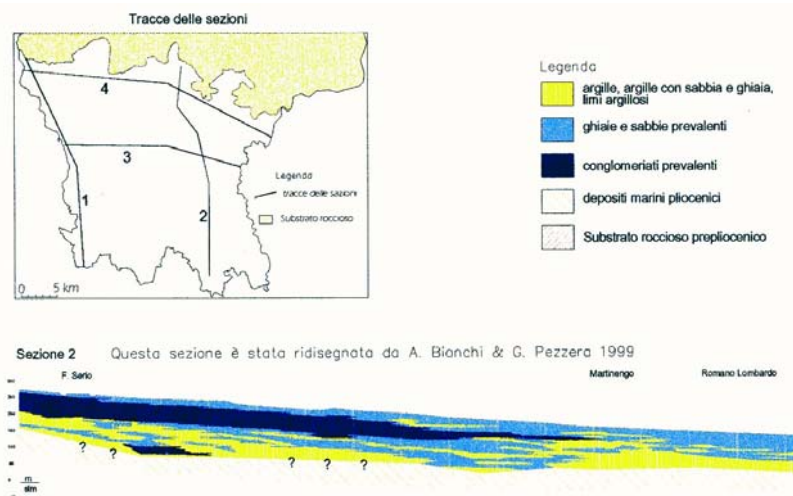 Tracce delle sezioni
4
3
1
2
Legenda
tracce delle sezioni
Substrato roccioso
0 5 km
Legenda
argille, argille con sabbia e ghiaia,
limi argillosi
ghiaie e sabbie prevalenti
conglomeriati prevalenti
depositi marini pliocenici
Substrato roccioso prepliocenico
Sezione 2 Questa sezione è stata ridisegnata da A. Bionchi & G. Pezzera 1999
F. Serio Martinengo Romano Lombardo
? ? ? ? ?
m
slm